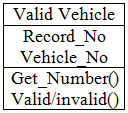 Valid Vehicle
Record_No
Vehicle_No
Get_Number()
Valid/invalid()